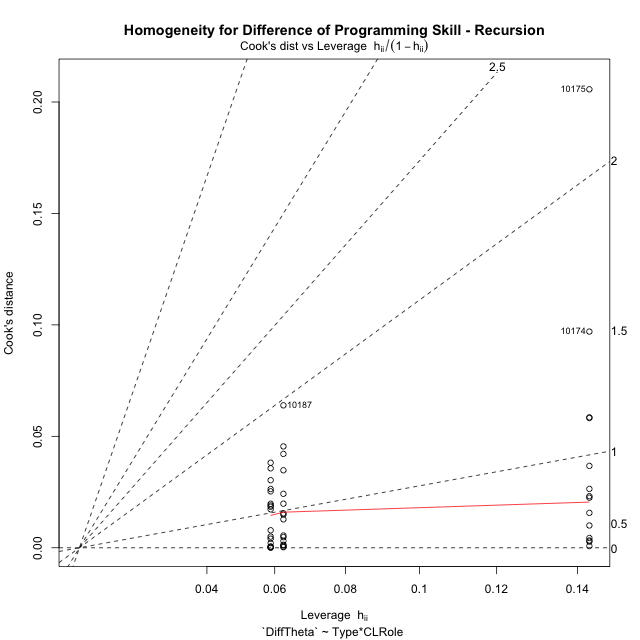 Homogeneity for Difference of Programming Skill - Recursion
Cook's dist vs Leverage hii/(1 − hii)
2.5
10175
2
10174
1.5
10187
1
0.5
0
0.20
0.15
0.10
0.05
0.00
Cook's distance
0.04 0.06 0.08 0.1 0.12 0.14
Leverage hii
`DiffTheta` ~ Type*CLRole